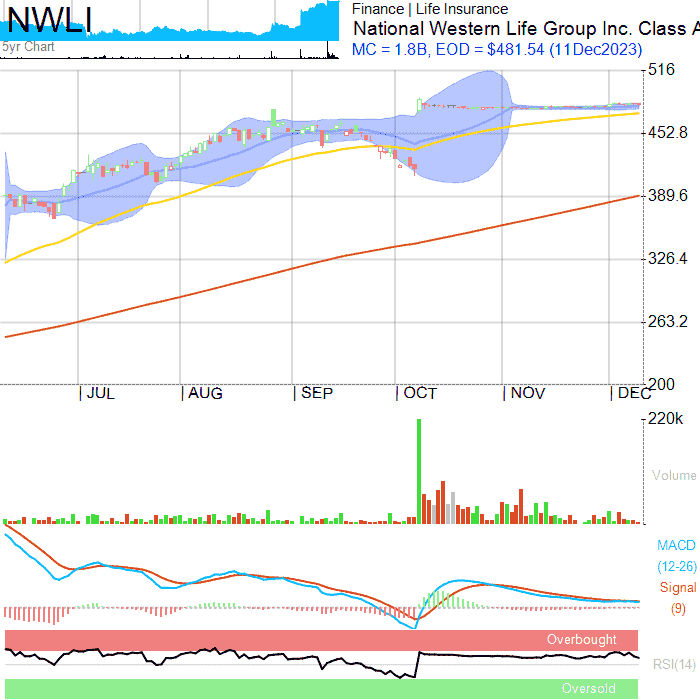 NWLI
5yr Chart
Finance | Life Insurance
National Western Life Group Inc. Class A
MC = 1.8B, EOD = $481.54 (11Dec2023)
516
452.8
389.6
326.4
263.2
200
JUL AUG SEP OCT NOV DEC
220k
Volume
MACD
(12-26)
Signal
(9)
Overbought
RSI(14)
Oversold